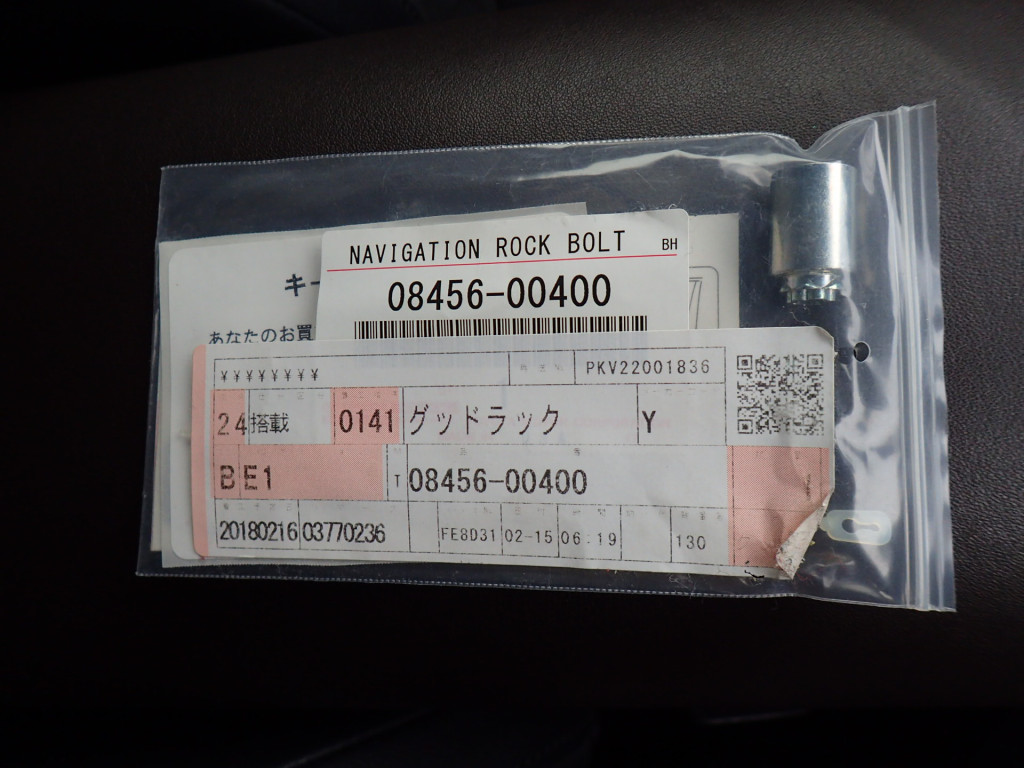 NAVIGATION ROCK BOLT BH
08456-00400
キー
あなたのお買
¥¥¥¥¥¥¥¥ PKV22001836
24 搭載 0141 グッドラック Y
BE1 T 08456-00400
20180216 03770236 FE8D31 02-15 06:19 130